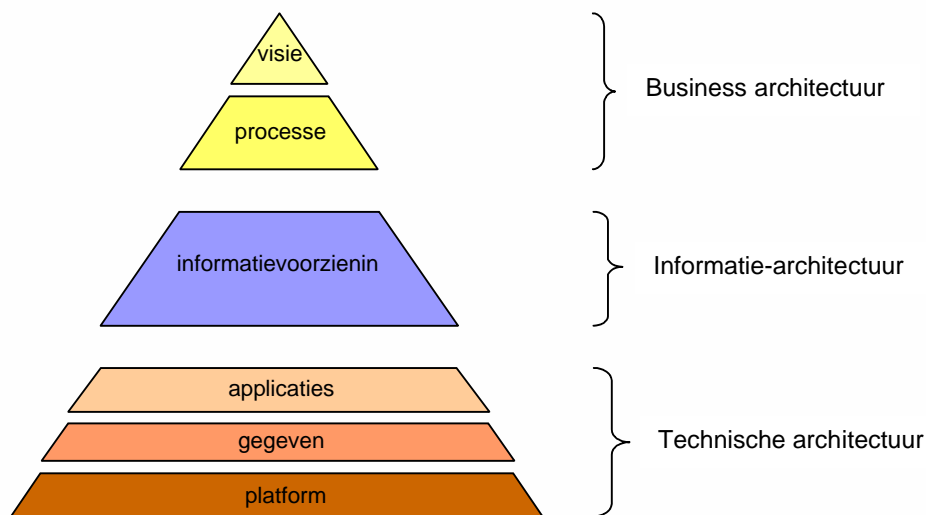 visie
Business architectuur
processe
informatievoorzienin
Informatie-architectuur
applicaties
gegeven
Technische architectuur
platform